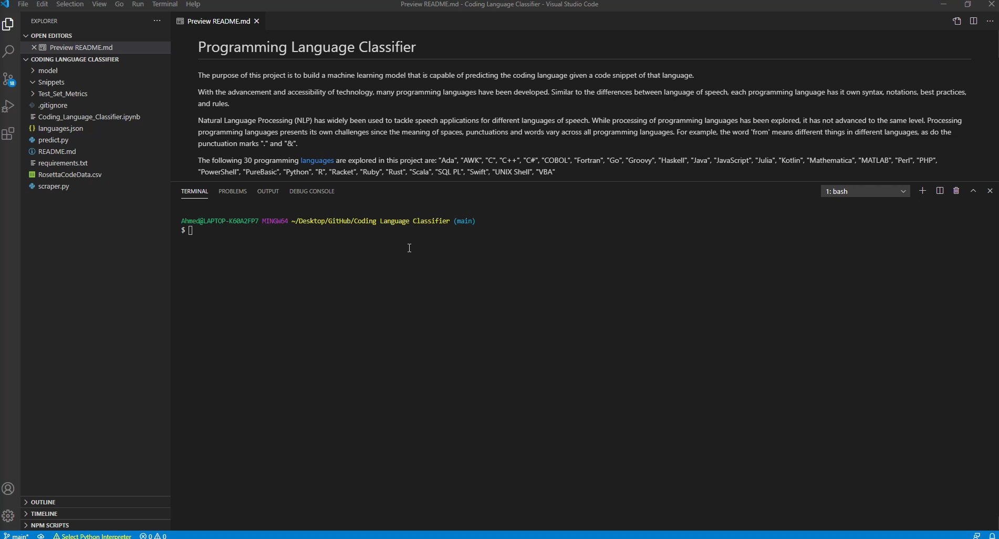 File Edit Selection View Go Run Terminal Help
Preview README.md - Coding Language Classifier - Visual Studio Code
EXPLORER
OPEN EDITORS
Preview README.md
CODING LANGUAGE CLASSIFIER
model
Snippets
Test_Set_Metrics
.gitignore
Coding_Language_Classifier.ipynb
languages.json
predict.py
README.md
requirements.txt
RosettaCodeData.csv
scraper.py
18
OUTLINE
TIMELINE
NPM SCRIPTS
Preview README.md
Programming Language Classifier
The purpose of this project is to build a machine learning model that is capable of predicting the coding language given a code snippet of that language.
With the advancement and accessibility of technology, many programming languages have been developed. Similar to the differences between language of speech, each programming language has it own syntax, notations, best practices,
and rules.
Natural Language Processing (NLP) has widely been used to tackle speech applications for different languages of speech. While processing of programming languages has been explored, it has not advanced to the same level. Processing
programming languages presents its own challenges since the meaning of spaces, punctuations and words vary across all programming languages. For example, the word 'from' means different things in different languages, as do the
punctuation marks "." and "&".
The following 30 programming languages are explored in this project are: "Ada", "AWK", "C", "C++", "C#", "COBOL", "Fortran", "Go", "Groovy", "Haskell", "Java", "JavaScript", "Julia", "Kotlin", "Mathematica", "MATLAB", "Perl", "PHP",
"PowerShell", "PureBasic", "Python", "R", "Racket", "Ruby", "Rust", "Scala", "SQL PL", "Swift", "UNIX Shell", "VBA"
TERMINAL PROBLEMS OUTPUT DEBUG CONSOLE
1: bash
Ahmed@LAPTOP-K60A2FP7 MINGW64 ~/Desktop/GitHub/Coding Language Classifier (main)
$
main* Select Python Interpreter 0 0